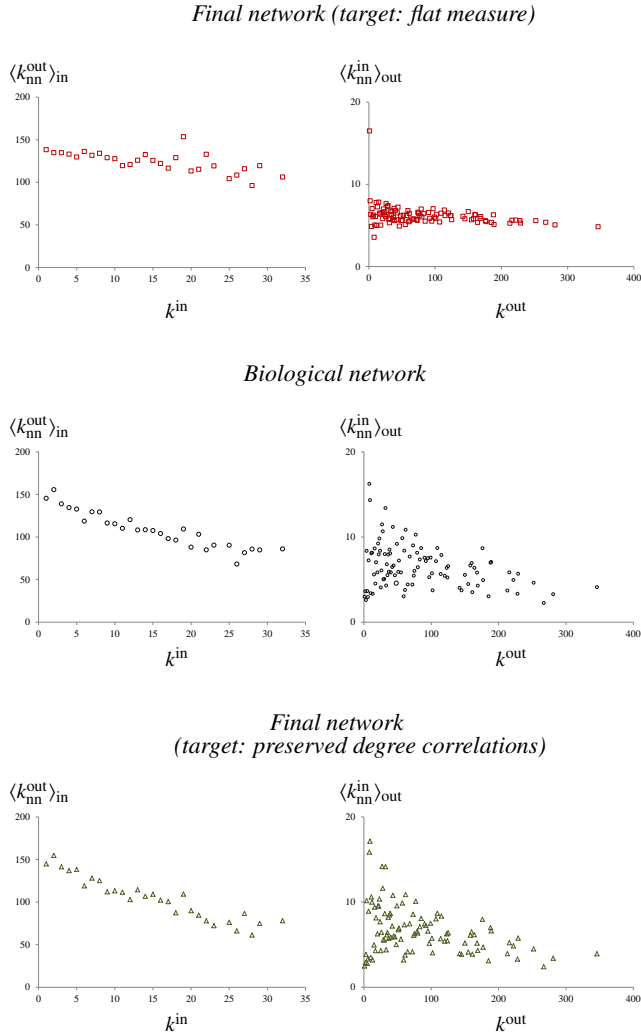 Final network (target: flat measure)
⟨k_nn^out⟩_in
⟨k_nn^in⟩_out
200
150
100
50
0
0 5 10 15 20 25 30 35
k^in
20
10
0
0 100 200 300 400
k^out
Biological network
⟨k_nn^out⟩_in
⟨k_nn^in⟩_out
200
150
100
50
0
0 5 10 15 20 25 30 35
k^in
20
10
0
0 100 200 300 400
k^out
Final network
(target: preserved degree correlations)
⟨k_nn^out⟩_in
⟨k_nn^in⟩_out
200
150
100
50
0
0 5 10 15 20 25 30 35
k^in
20
10
0
0 100 200 300 400
k^out